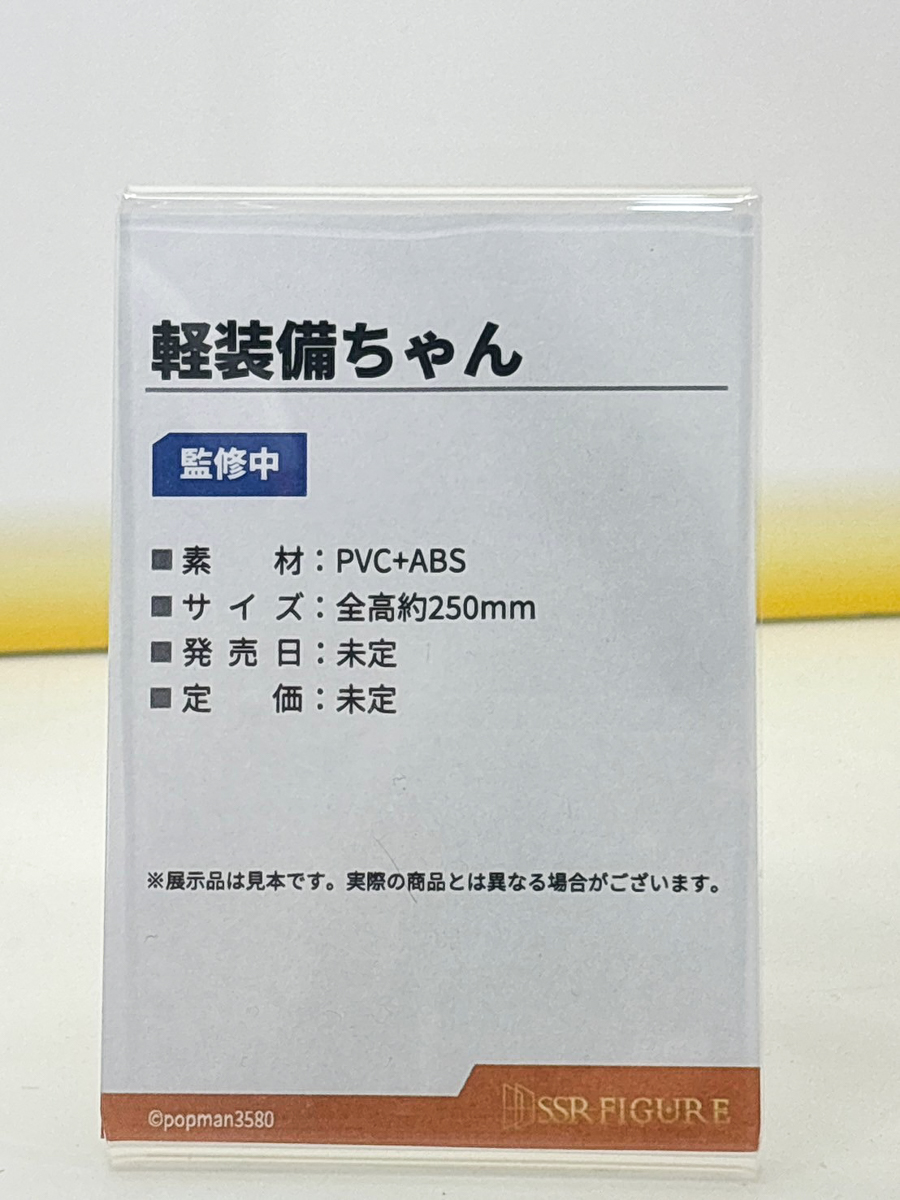 軽装備ちゃん
監修中
■素　　材：PVC+ABS
■サ イ ズ：全高約250mm
■発 売 日：未定
■定　　価：未定
※展示品は見本です。実際の商品とは異なる場合がございます。
©popman3580
SSR-FIGURE